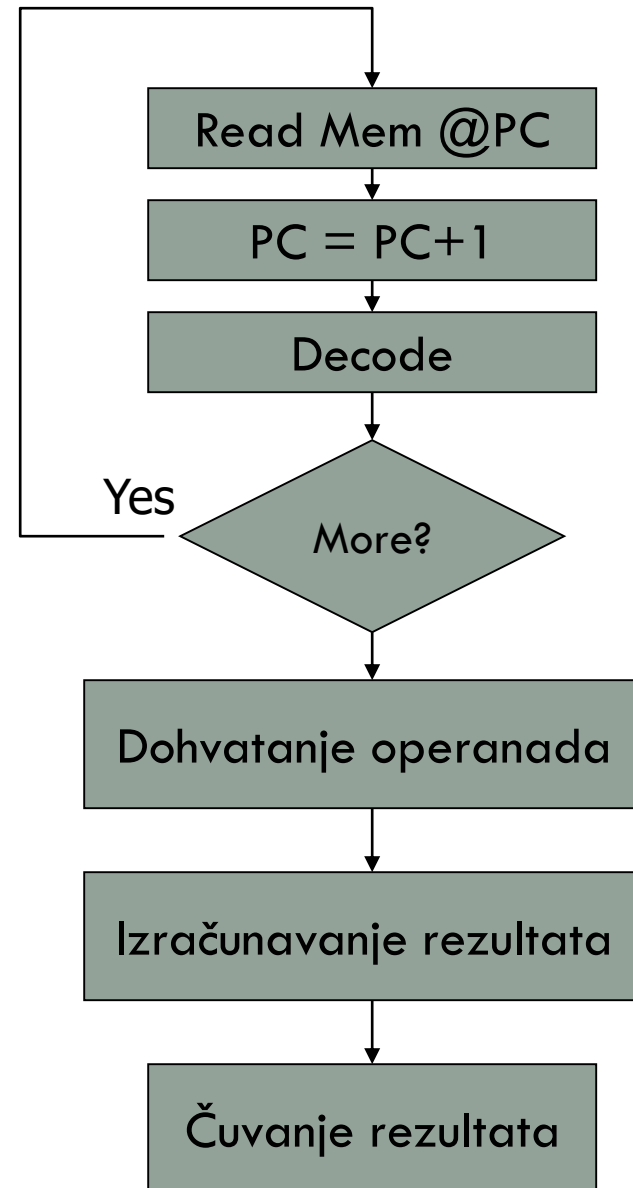 Read Mem @PC
PC = PC+1
Decode
Yes
More?
Dohvatanje operanada
Izračunavanje rezultata
Čuvanje rezultata